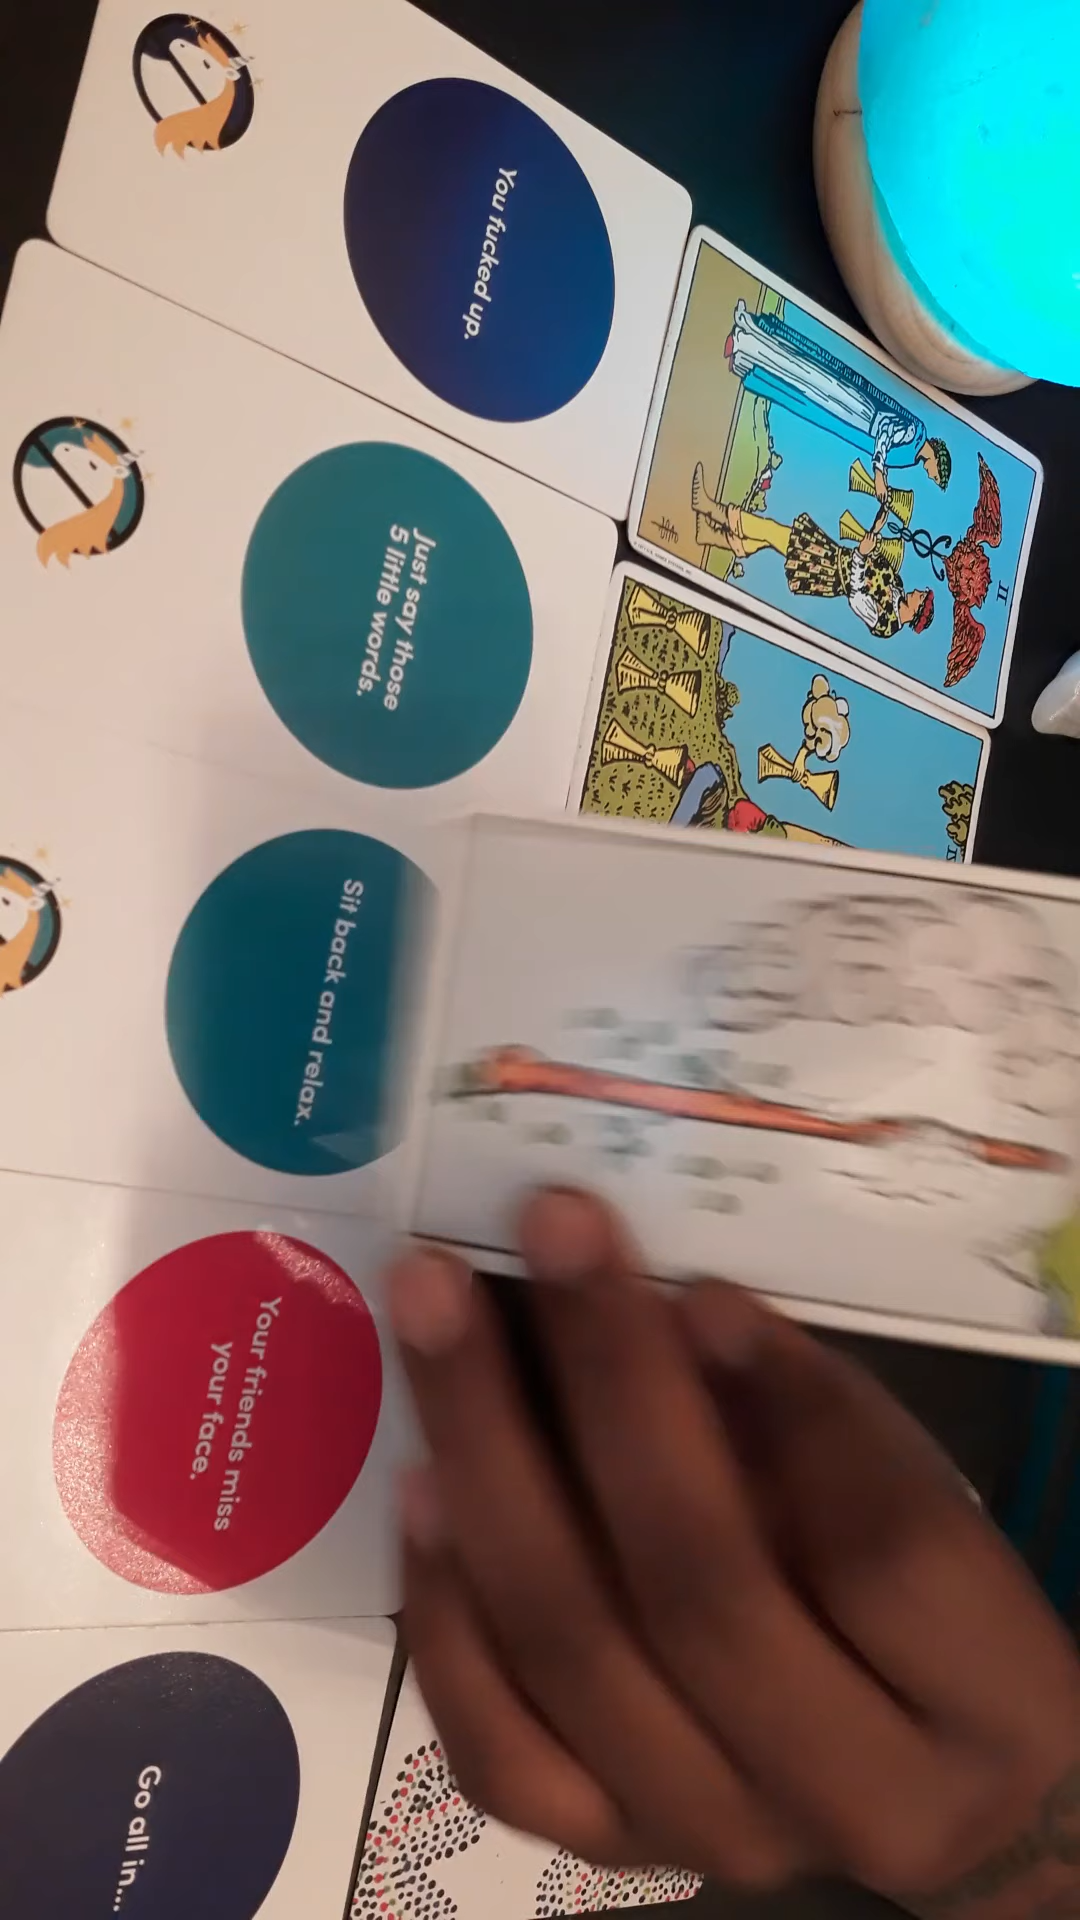 You fucked up.
II
Just say those
5 little words.
Sit back and relax.
Your friends miss
your face.
Go all in...